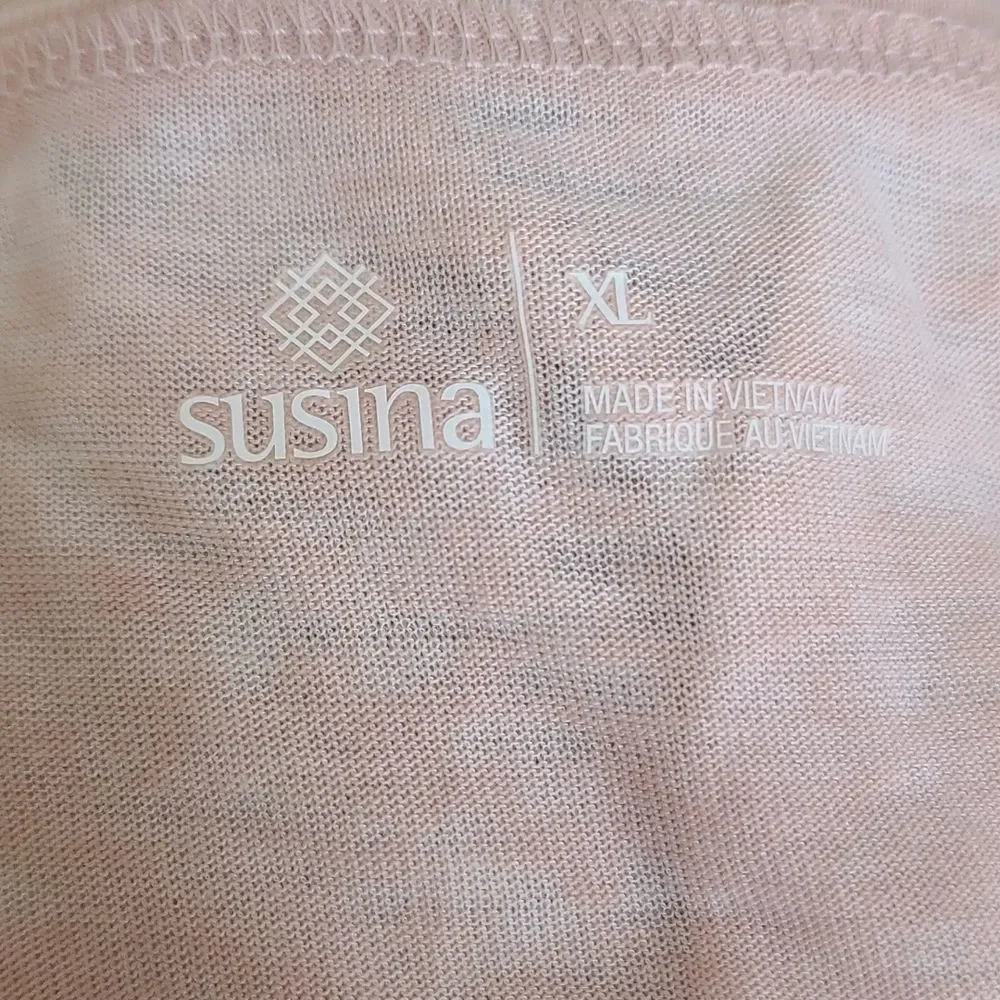 susina
XL
MADE IN VIETNAM
FABRIQUE AU VIETNAM